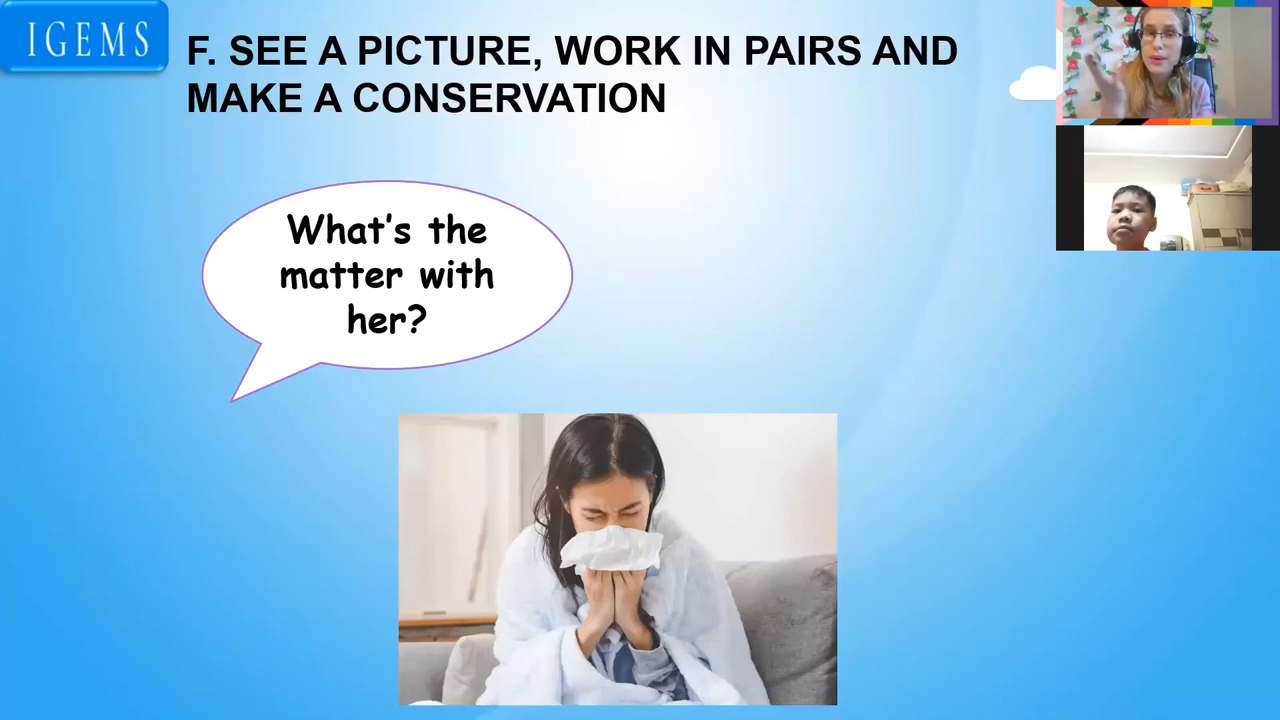 IGEMS
F. SEE A PICTURE, WORK IN PAIRS AND
MAKE A CONSERVATION
What's the
matter with
her?